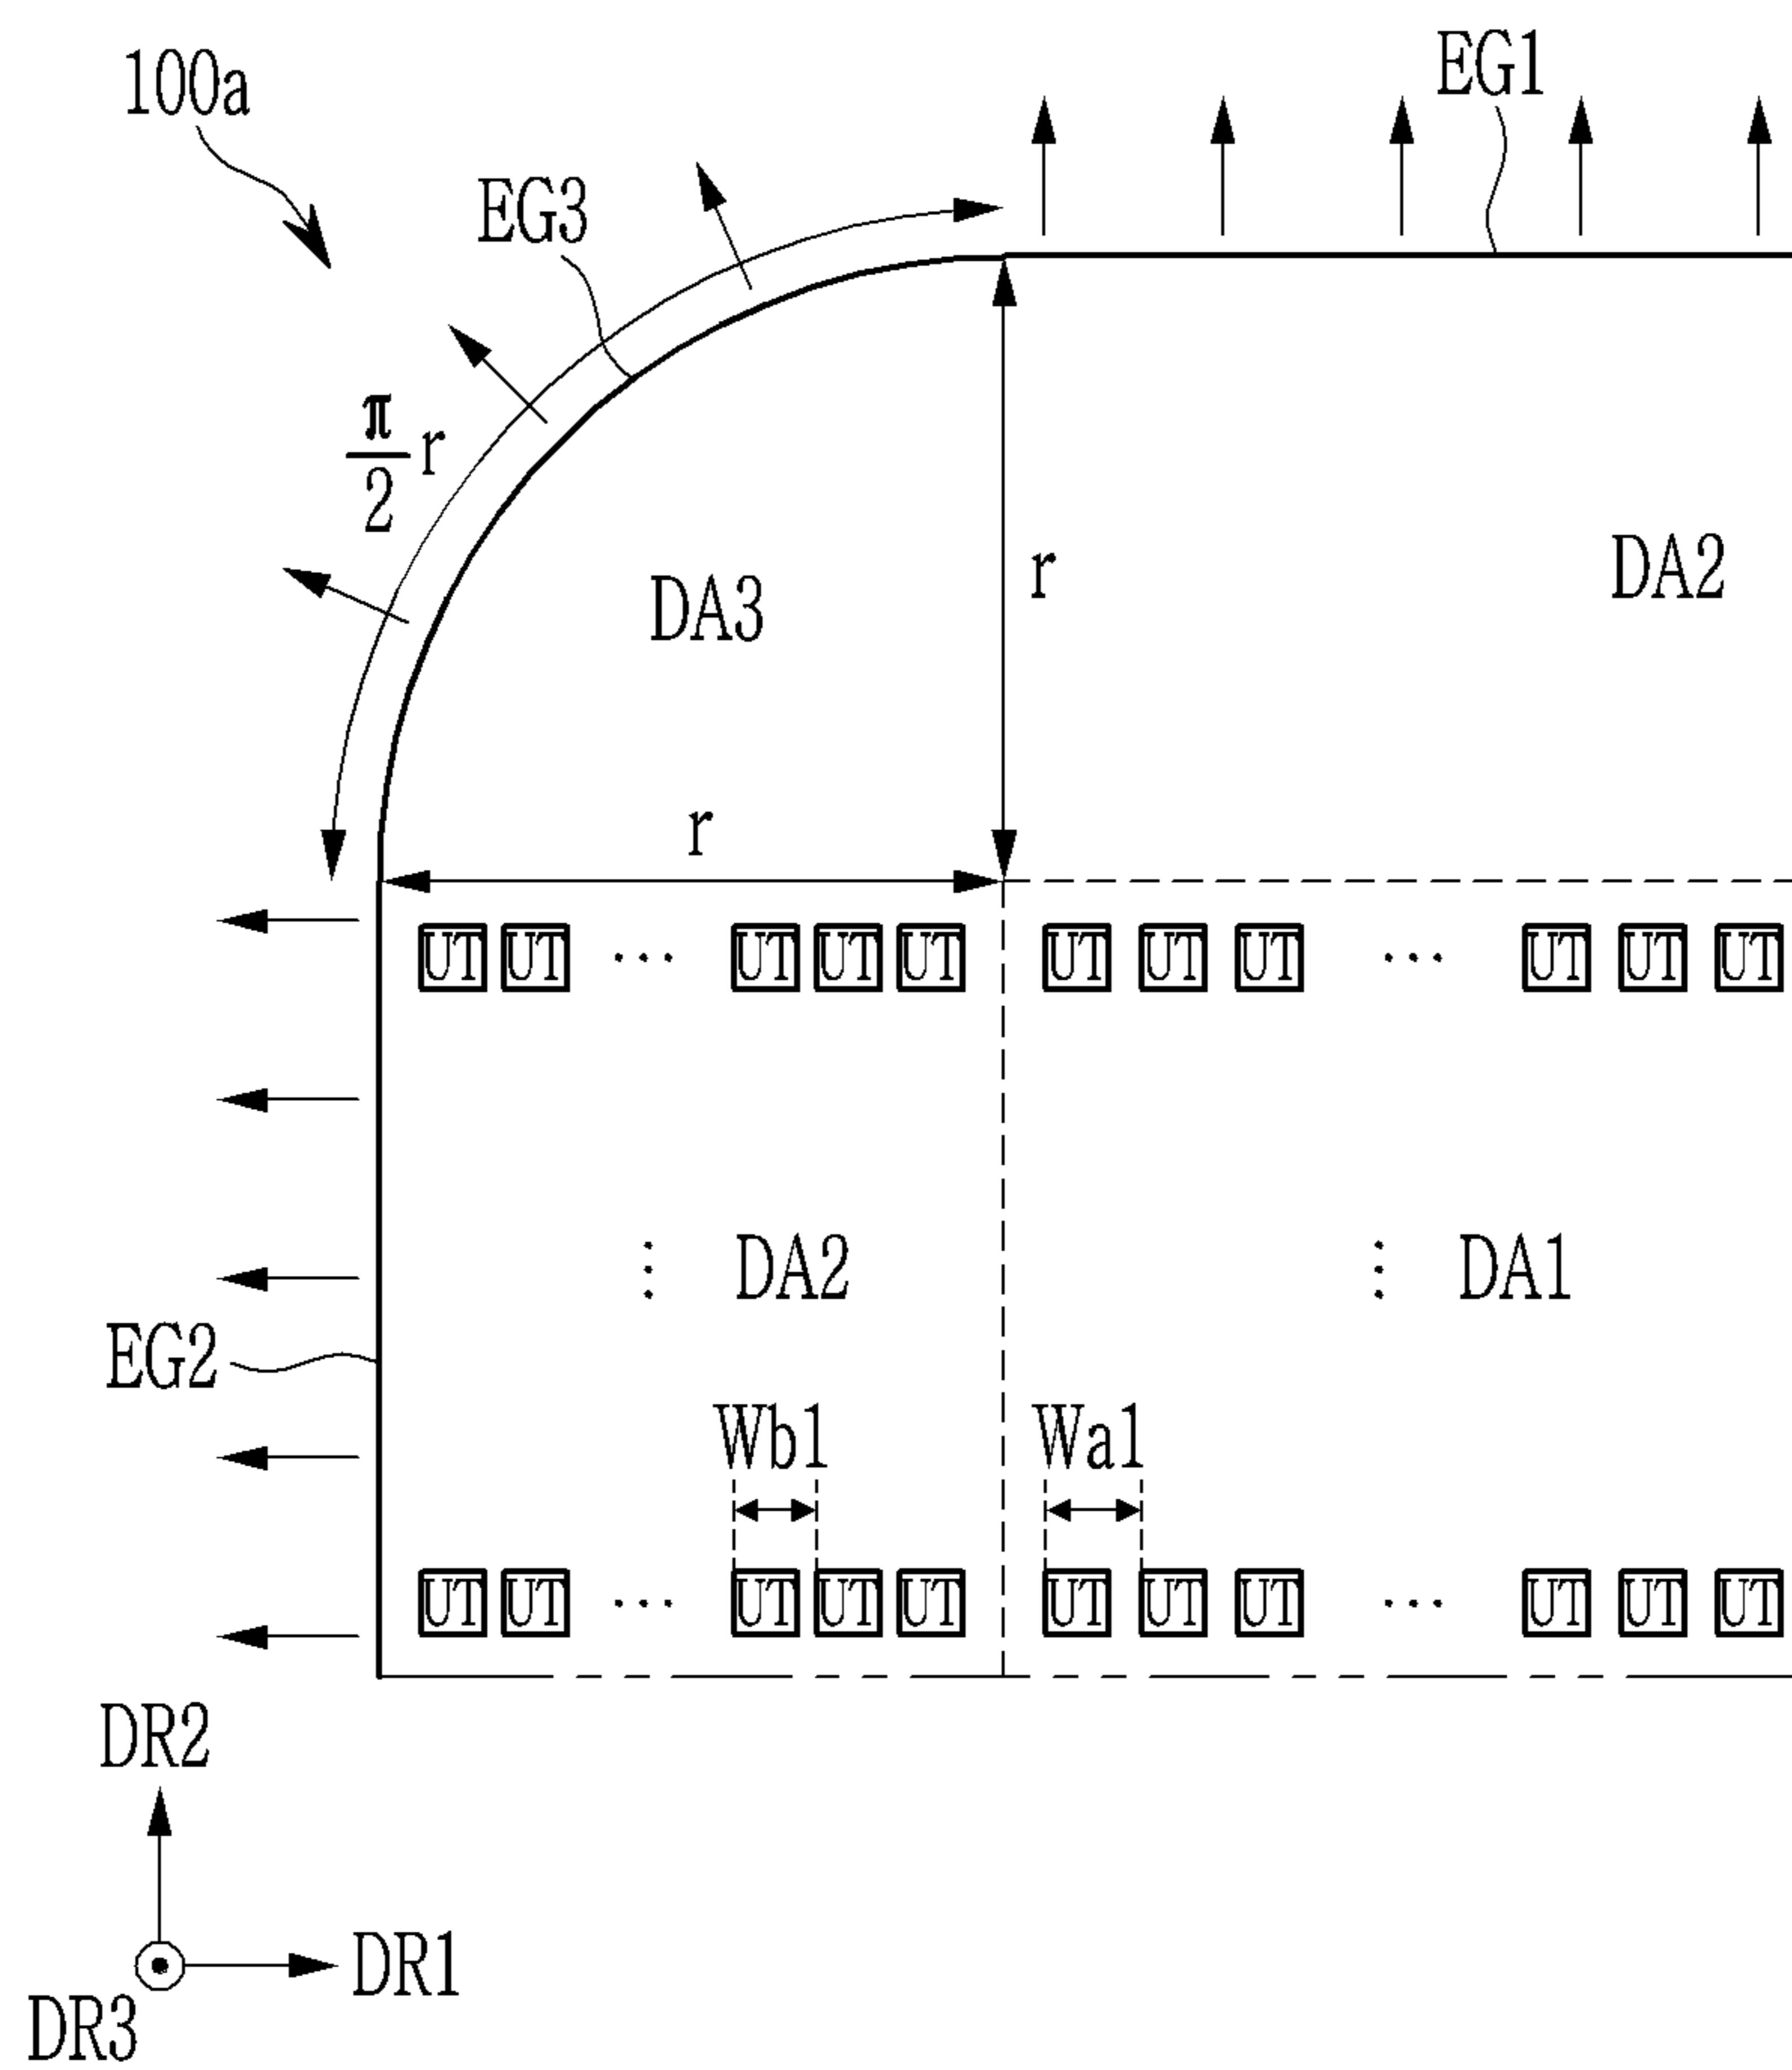 100a
EG1
EG3
π/2 r
DA3
r
DA2
r
UT UT ... UT UT UT UT UT UT ... UT UT UT
DA2
DA1
EG2
Wb1
Wa1
UT UT ... UT UT UT UT UT UT ... UT UT UT
DR2
DR1
DR3